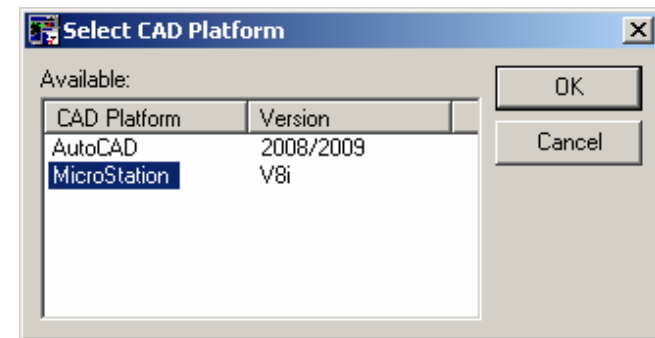 Select CAD Platform
Available:
OK
CAD Platform Version
AutoCAD 2008/2009
Cancel
MicroStation V8i